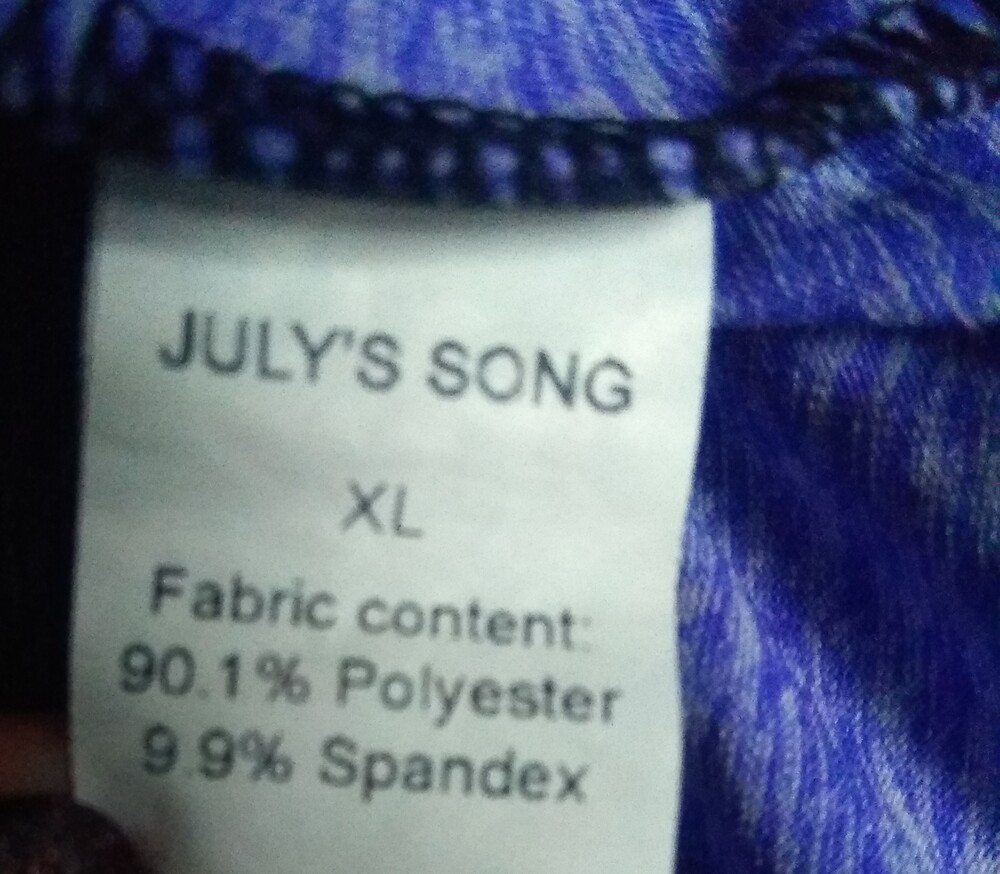 JULY'S SONG
XL
Fabric content:
90.1% Polyester
9.9% Spandex